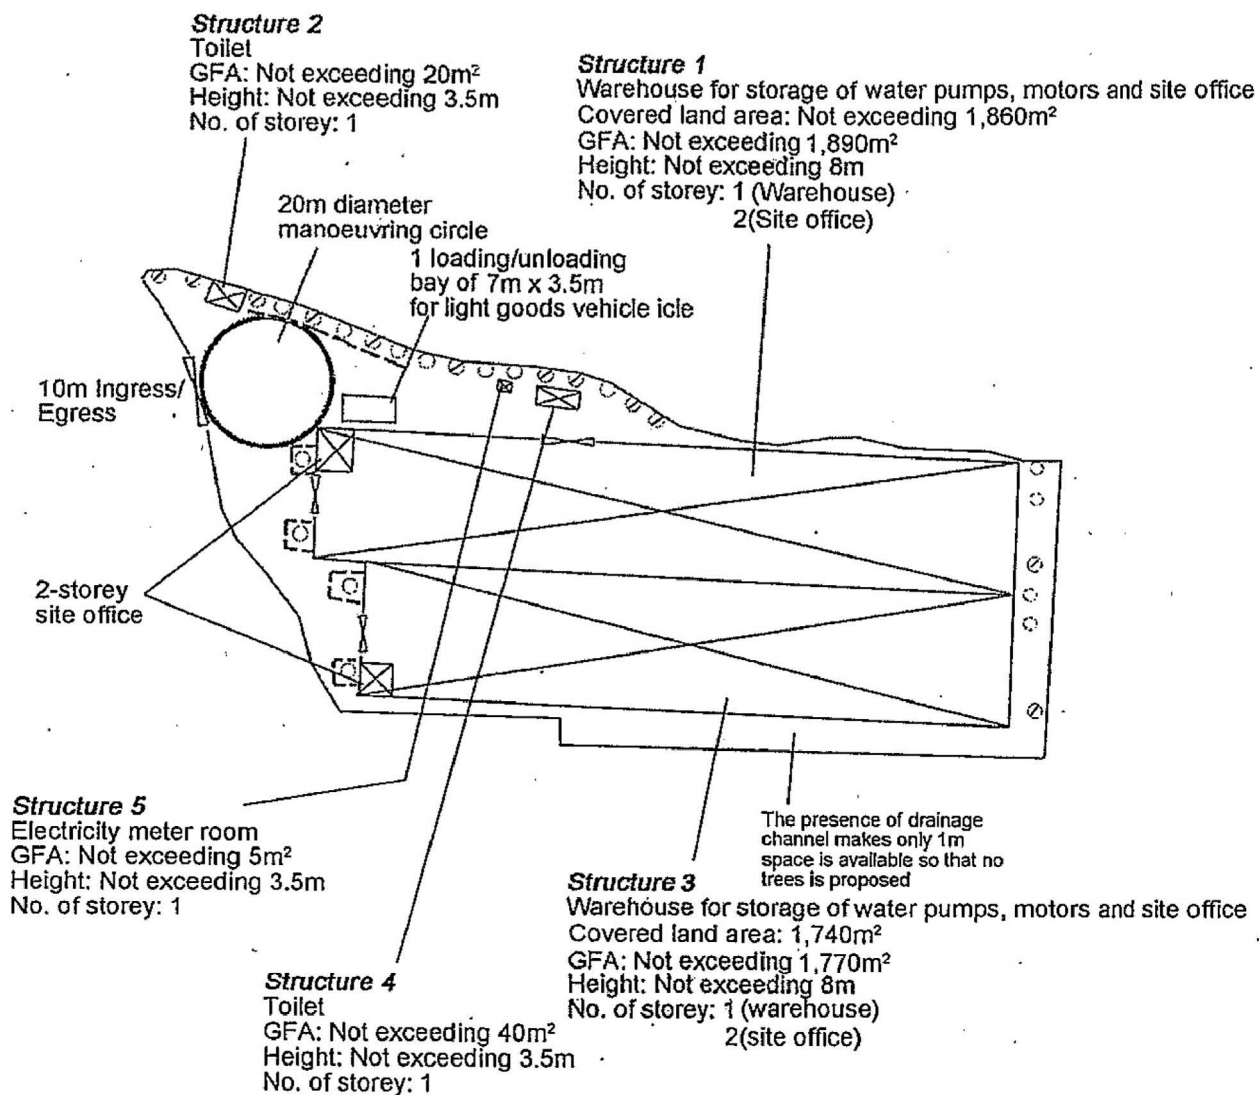 Structure 2
Toilet
GFA: Not exceeding 20m²
Height: Not exceeding 3.5m
No. of storey: 1
Structure 1
Warehouse for storage of water pumps, motors and site office
Covered land area: Not exceeding 1,860m²
GFA: Not exceeding 1,890m²
Height: Not exceeding 8m
No. of storey: 1 (Warehouse)
2(Site office)
20m diameter
manoeuvring circle
1 loading/unloading
bay of 7m x 3.5m
for light goods vehicle icle
10m Ingress/
Egress
2-storey
site office
Structure 5
Electricity meter room
GFA: Not exceeding 5m²
Height: Not exceeding 3.5m
No. of storey: 1
The presence of drainage
channel makes only 1m
space is available so that no
trees is proposed
Structure 3
Warehouse for storage of water pumps, motors and site office
Covered land area: 1,740m²
GFA: Not exceeding 1,770m²
Height: Not exceeding 8m
No. of storey: 1 (warehouse)
2(site office)
Structure 4
Toilet
GFA: Not exceeding 40m²
Height: Not exceeding 3.5m
No. of storey: 1